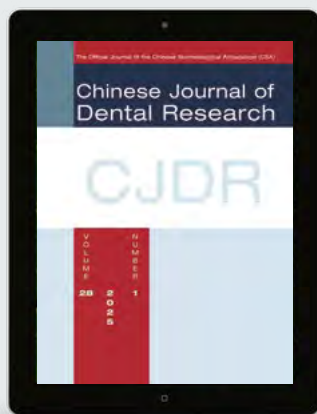 The Official Journal of the Chinese Stomatological Association (CSA)
Chinese Journal of
Dental Research
CJDR
VOLUME
28
2025
NUMBER
1